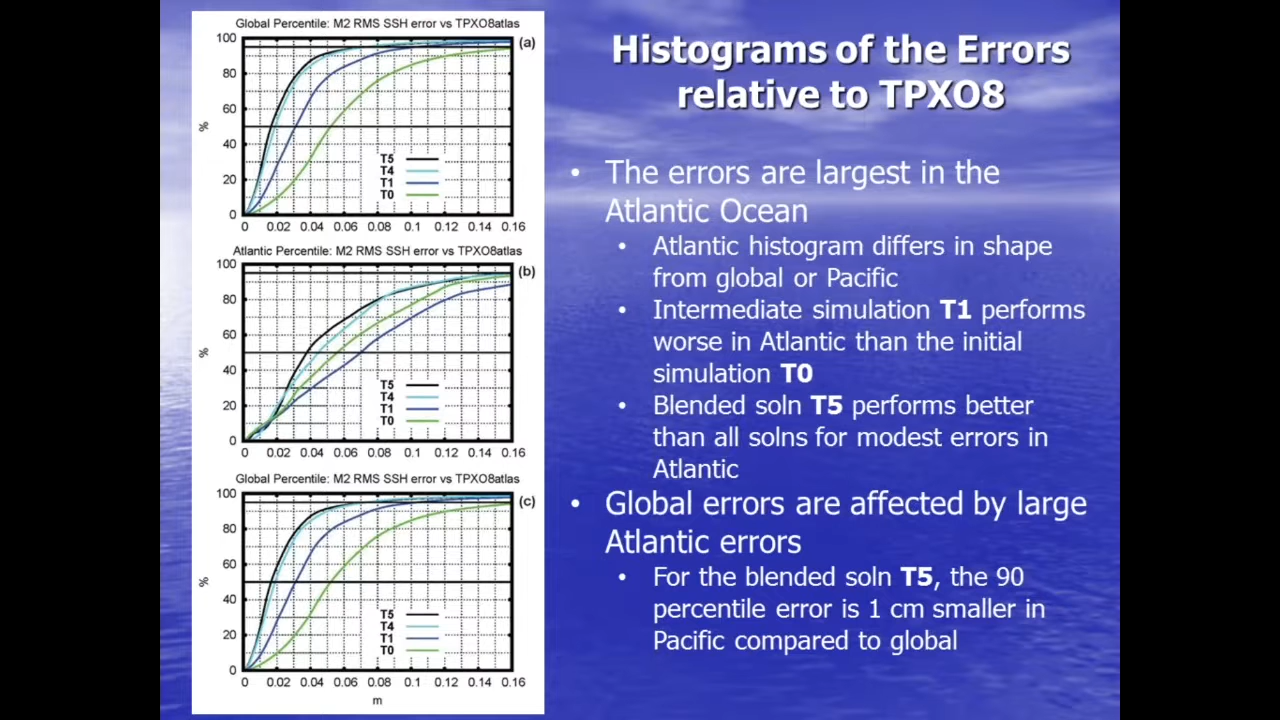 Global Percentile: M2 RMS SSH error vs TPXO8atlas
100
80
60
40
20
0
%
(a)
T5
T4
T1
T0
0 0.02 0.04 0.06 0.08 0.1 0.12 0.14 0.16
Atlantic Percentile: M2 RMS SSH error vs TPXO8atlas
100
80
60
40
20
0
%
(b)
T5
T4
T1
T0
0 0.02 0.04 0.06 0.08 0.1 0.12 0.14 0.16
Global Percentile: M2 RMS SSH error vs TPXO8atlas
100
80
60
40
20
0
%
(c)
T5
T4
T1
T0
0 0.02 0.04 0.06 0.08 0.1 0.12 0.14 0.16
m
Histograms of the Errors
relative to TPXO8
• The errors are largest in the
Atlantic Ocean
• Atlantic histogram differs in shape
from global or Pacific
• Intermediate simulation T1 performs
worse in Atlantic than the initial
simulation T0
• Blended soln T5 performs better
than all solns for modest errors in
Atlantic
• Global errors are affected by large
Atlantic errors
• For the blended soln T5, the 90
percentile error is 1 cm smaller in
Pacific compared to global